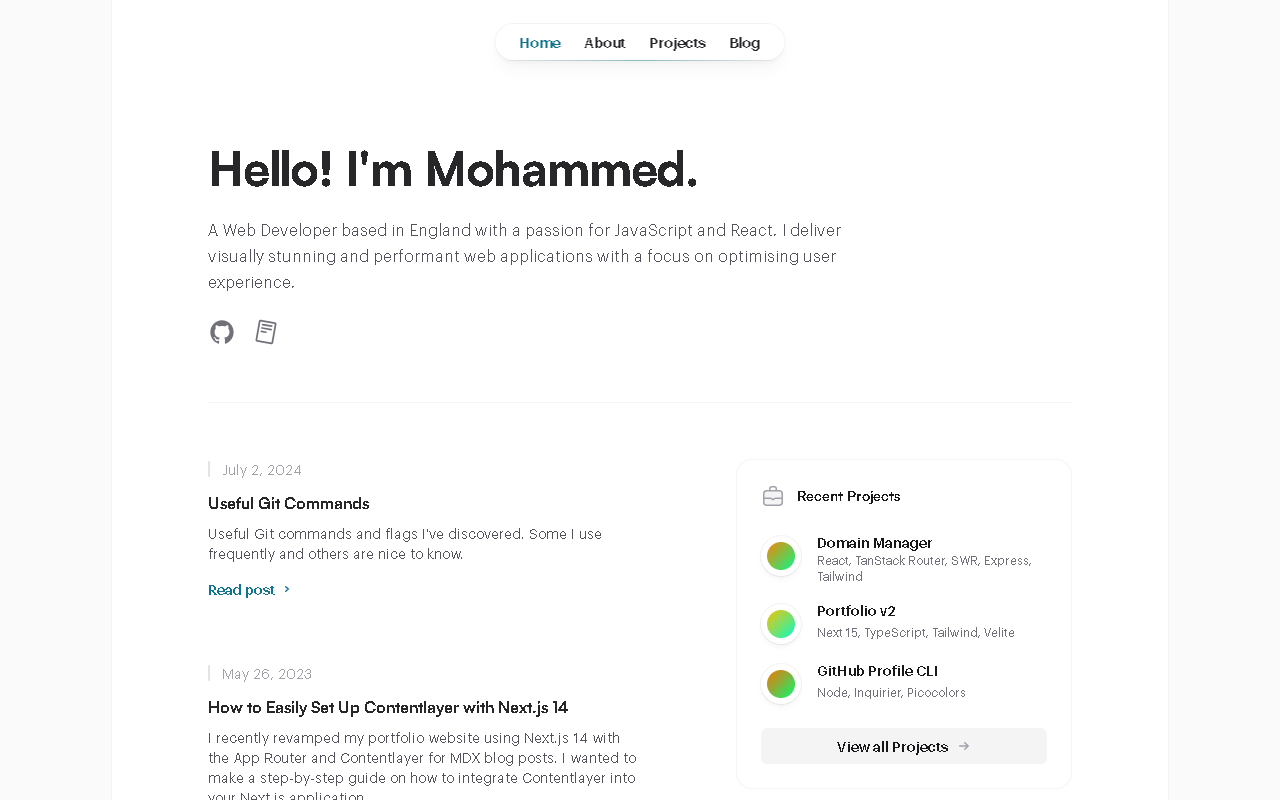 Home About Projects Blog
Hello! I'm Mohammed.
A Web Developer based in England with a passion for JavaScript and React. I deliver
visually stunning and performant web applications with a focus on optimising user
experience.
July 2, 2024
Useful Git Commands
Useful Git commands and flags I've discovered. Some I use
frequently and others are nice to know.
Read post
May 26, 2023
How to Easily Set Up Contentlayer with Next.js 14
I recently revamped my portfolio website using Next.js 14 with
the App Router and Contentlayer for MDX blog posts. I wanted to
make a step-by-step guide on how to integrate Contentlayer into
your Next.js application.
Recent Projects
Domain Manager
React, TanStack Router, SWR, Express,
Tailwind
Portfolio v2
Next 15, TypeScript, Tailwind, Velite
GitHub Profile CLI
Node, Inquirier, Picocolors
View all Projects